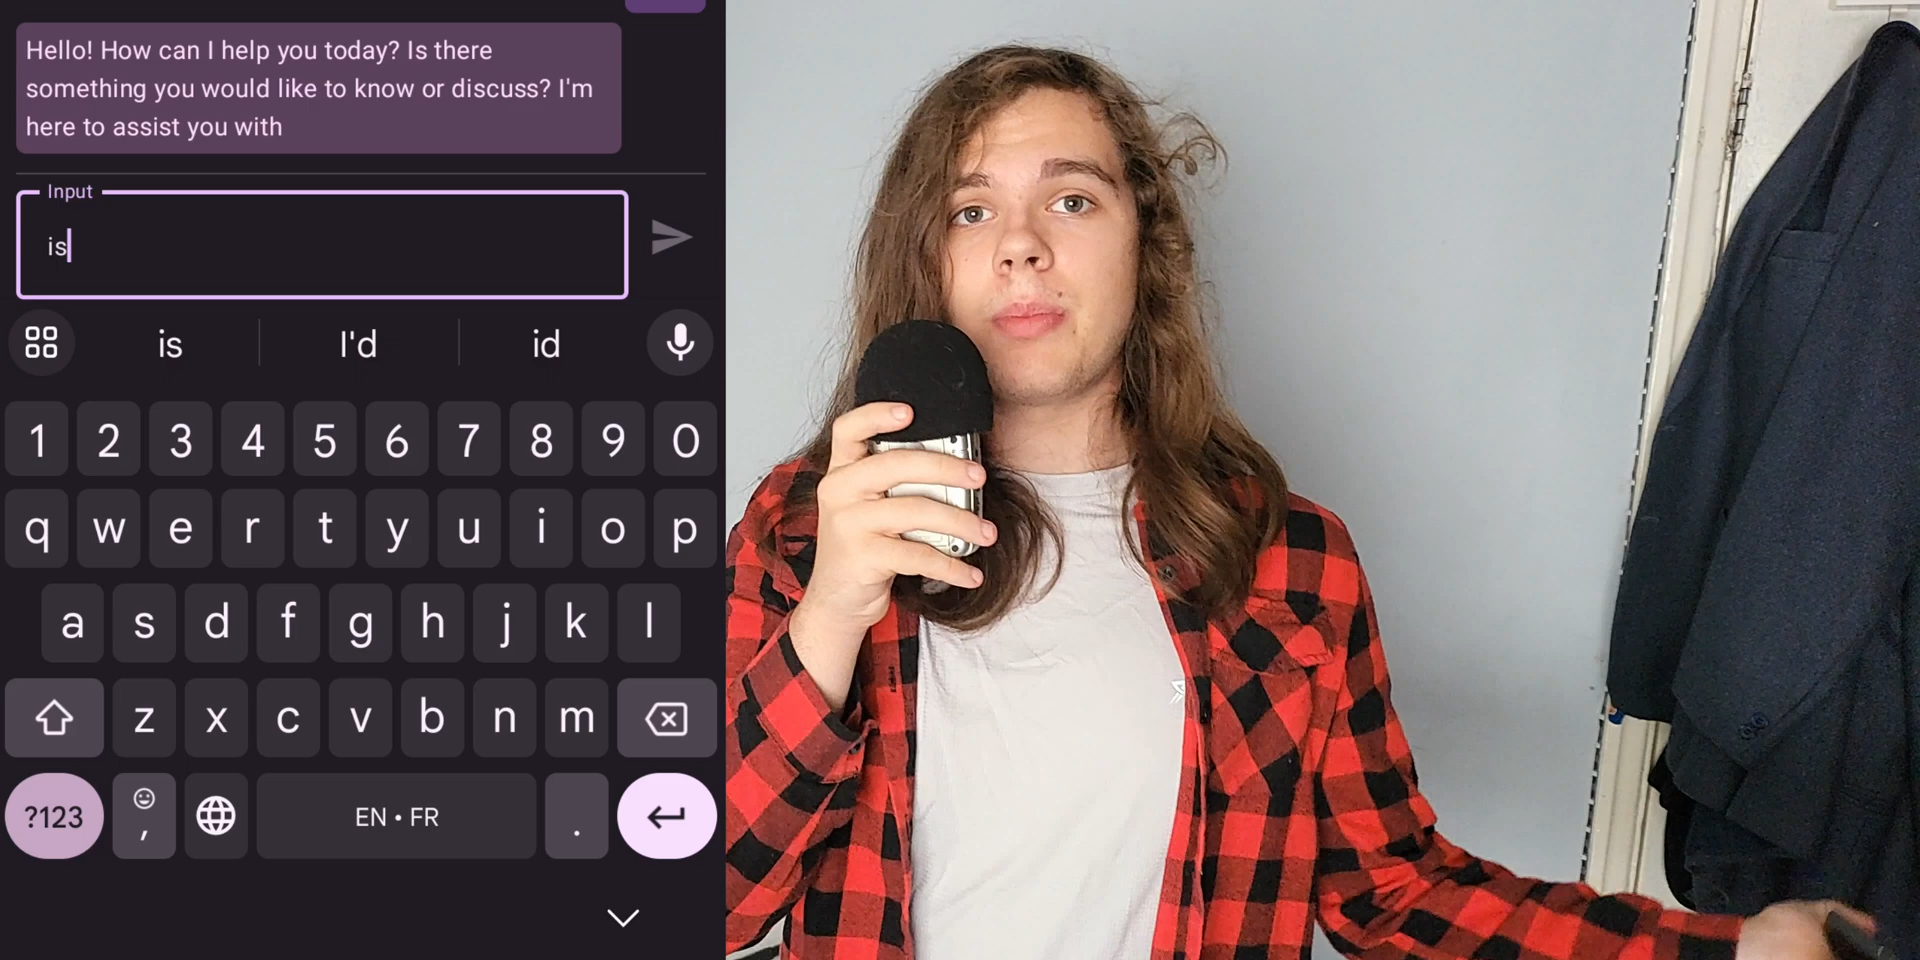 Hello! How can I help you today? Is there
something you would like to know or discuss? I'm
here to assist you with
Input
is
is I'd id
1 2 3 4 5 6 7 8 9 0
q w e r t y u i o p
a s d f g h j k l
z x c v b n m
?123 , EN • FR .